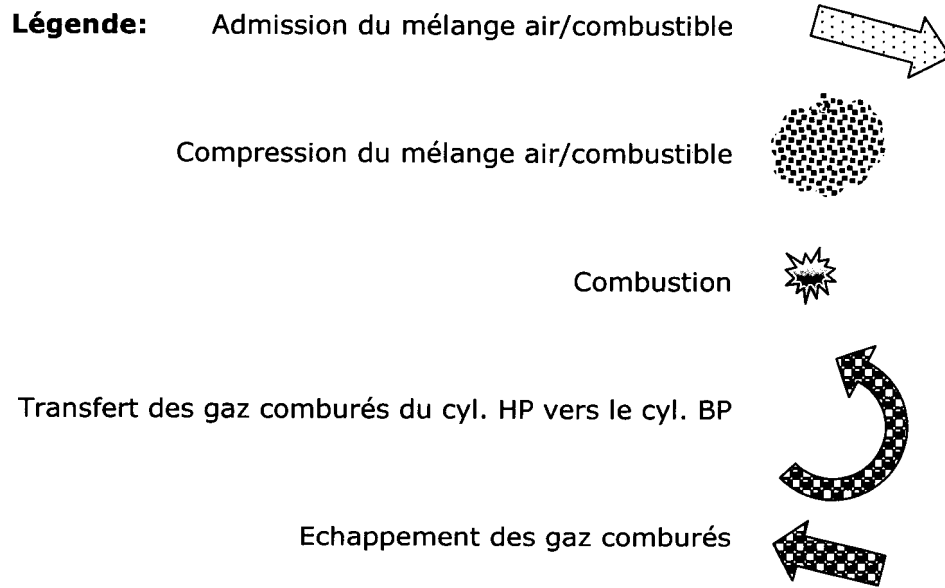 Légende: Admission du mélange air/combustible
Compression du mélange air/combustible
Combustion
Transfert des gaz comburés du cyl. HP vers le cyl. BP
Echappement des gaz comburés